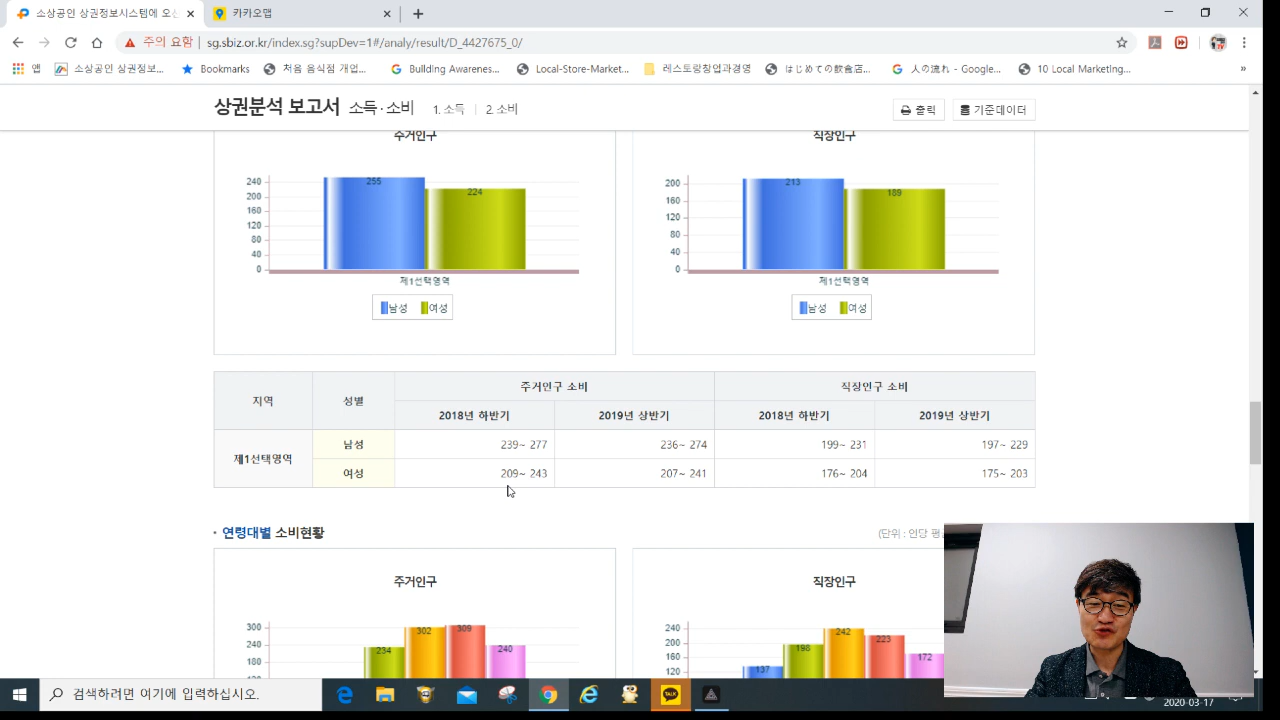 소상공인 상권정보시스템에 오신
카카오맵
주의 요함 | sg.sbiz.or.kr/index.sg?supDev=1#/analy/result/D_4427675_0/
앱 소상공인 상권정보... Bookmarks 처음 음식점 개업... Building Awarenes... Local-Store-Market... 레스토랑창업과경영 はじめての飲食店... 人の流れ - Google... 10 Local Marketing... »
상권분석 보고서 소득·소비 1. 소득 | 2. 소비 출력 기준데이터
주거인구
240
200
160
120
80
40
0
255
224
제1선택영역
남성 여성
직장인구
200
160
120
80
40
0
213
189
제1선택영역
남성 여성
지역 성별 주거인구 소비 직장인구 소비
2018년 하반기 2019년 상반기 2018년 하반기 2019년 상반기
제1선택영역
남성 239~ 277 236~ 274 199~ 231 197~ 229
여성 209~ 243 207~ 241 176~ 204 175~ 203
· 연령대별 소비현황
(단위 : 인당
주거인구
300
240
180
234
302
309
240
직장인구
240
200
160
120
137
198
242
223
172
검색하려면 여기에 입력하십시오.
TALK
2020-03-17